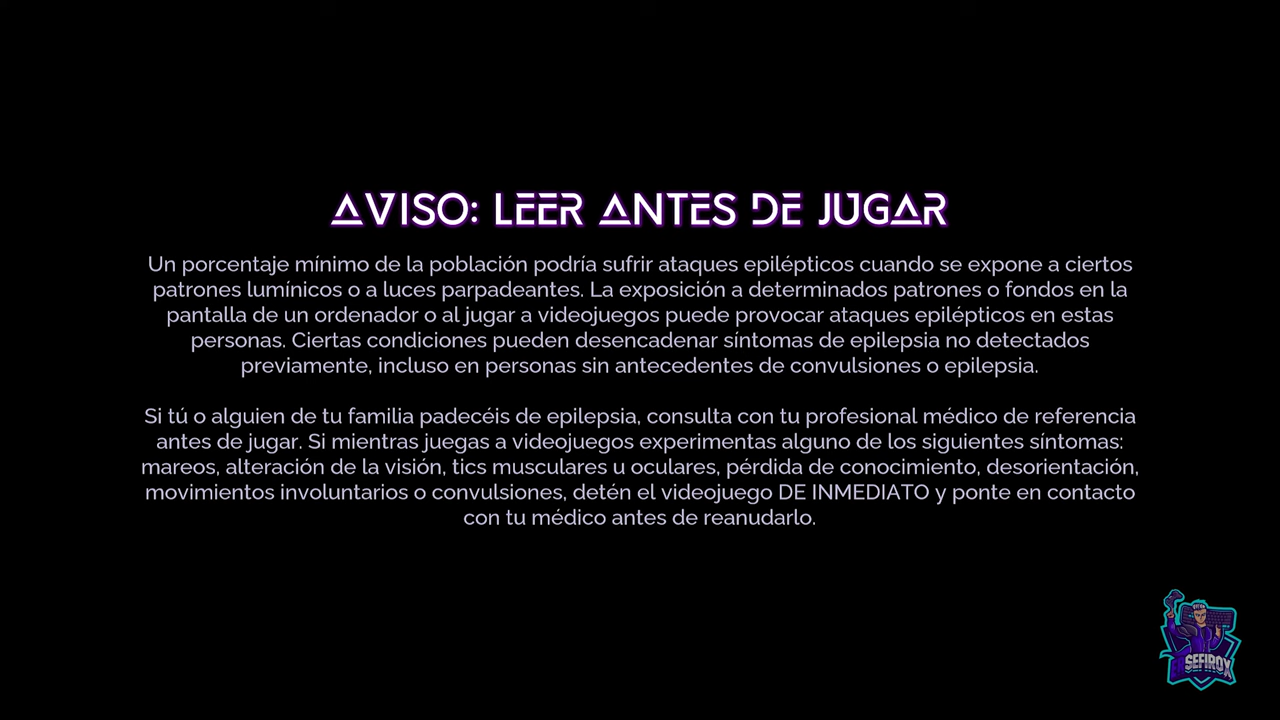 AVISO: LEER ANTES DE JUGAR
Un porcentaje mínimo de la población podría sufrir ataques epilépticos cuando se expone a ciertos
patrones lumínicos o a luces parpadeantes. La exposición a determinados patrones o fondos en la
pantalla de un ordenador o al jugar a videojuegos puede provocar ataques epilépticos en estas
personas. Ciertas condiciones pueden desencadenar síntomas de epilepsia no detectados
previamente, incluso en personas sin antecedentes de convulsiones o epilepsia.
Si tú o alguien de tu familia padecéis de epilepsia, consulta con tu profesional médico de referencia
antes de jugar. Si mientras juegas a videojuegos experimentas alguno de los siguientes síntomas:
mareos, alteración de la visión, tics musculares u oculares, pérdida de conocimiento, desorientación,
movimientos involuntarios o convulsiones, detén el videojuego DE INMEDIATO y ponte en contacto
con tu médico antes de reanudarlo.
SEFIROX